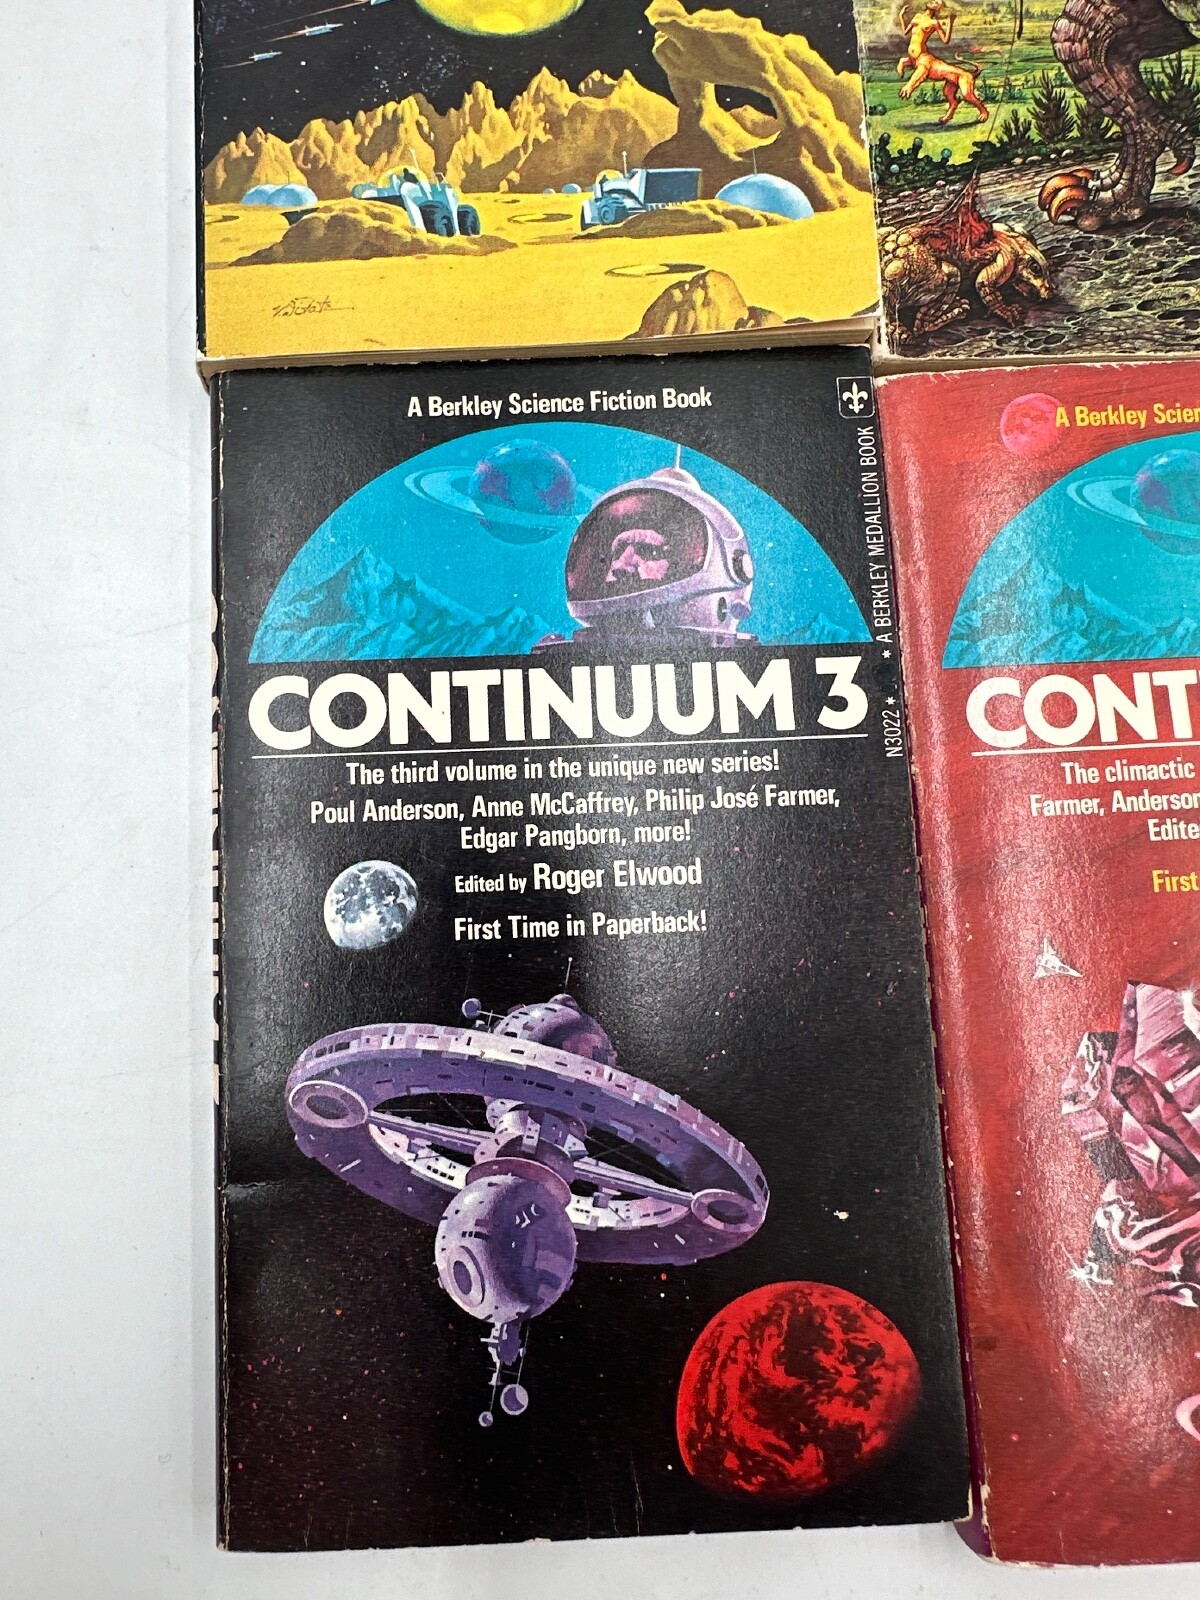 A Berkley Science Fiction Book
A BERKLEY MEDALLION BOOK
N3022
CONTINUUM 3
The third volume in the unique new series!
Poul Anderson, Anne McCaffrey, Philip José Farmer,
Edgar Pangborn, more!
Edited by Roger Elwood
First Time in Paperback!
A Berkley Scien
CONT
The climactic
Farmer, Anderson
Edite
First